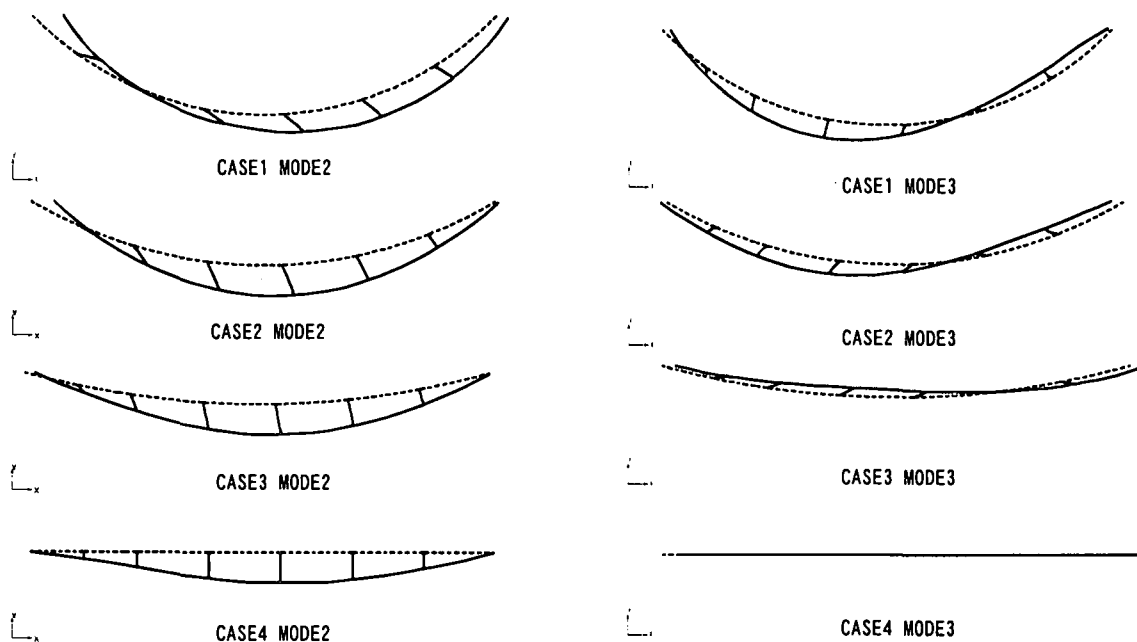 CASE1 MODE2
CASE1 MODE3
y
x
CASE2 MODE2
CASE2 MODE3
y
x
CASE3 MODE2
CASE3 MODE3
y
x
CASE4 MODE2
CASE4 MODE3